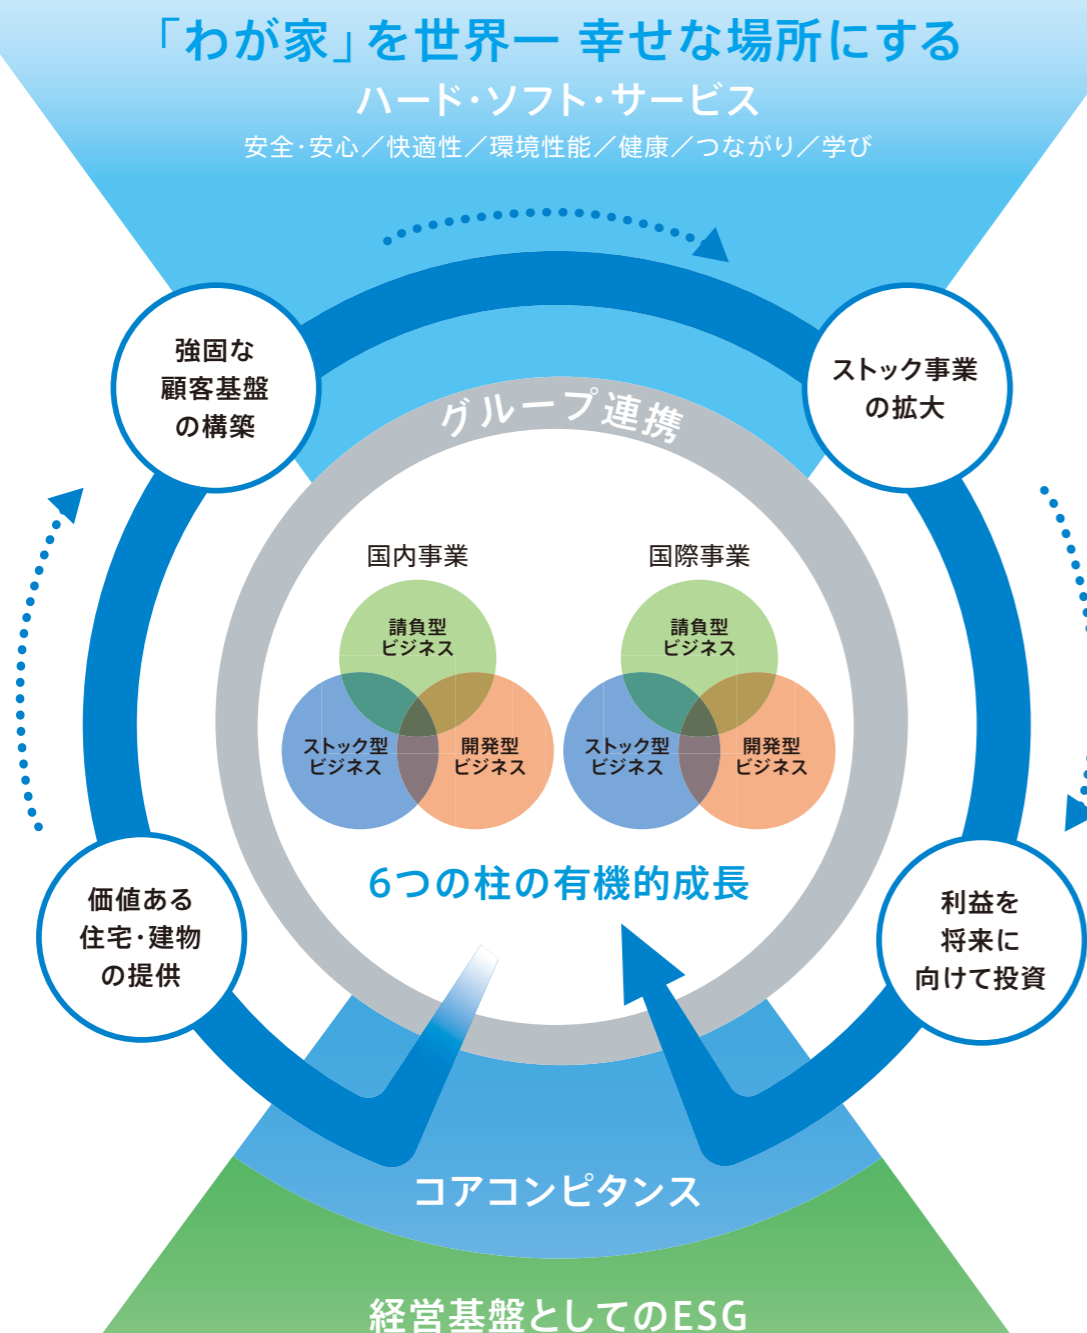 「わが家」を世界一 幸せな場所にする
ハード・ソフト・サービス
安全・安心／快適性／環境性能／健康／つながり／学び
強固な
顧客基盤
の構築
ストック事業
の拡大
グループ連携
国内事業
請負型
ビジネス
ストック型
ビジネス
開発型
ビジネス
国際事業
請負型
ビジネス
ストック型
ビジネス
開発型
ビジネス
6つの柱の有機的成長
価値ある
住宅・建物
の提供
利益を
将来に
向けて投資
コアコンピタンス
経営基盤としてのESG